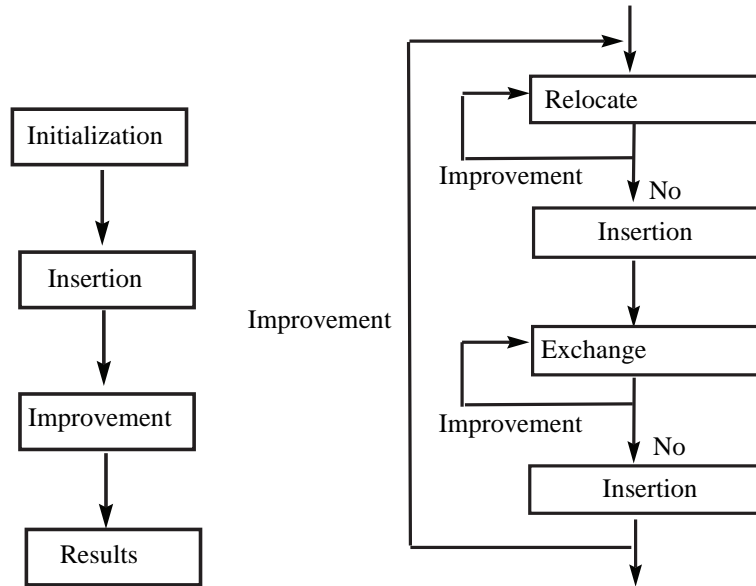 Initialization
Insertion
Improvement
Results
Improvement
Relocate
Improvement
No
Insertion
Exchange
Improvement
No
Insertion